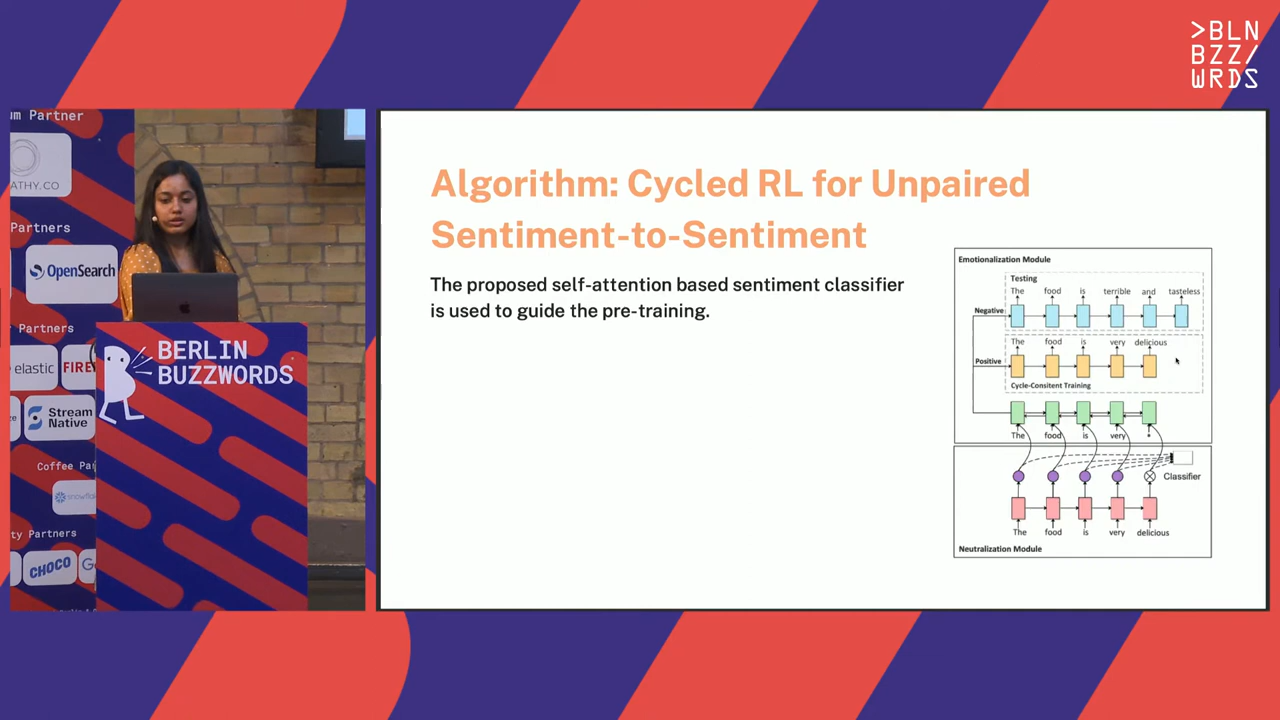 >BLN
BZZ/
WRDS
um Partner
ATHY.CO
Partners
OpenSearch
Partners
elastic
FIRE
Stream
Native
Coffee Pa
snowflake
ty Partners
CHOCO
G
BERLIN
BUZZWORDS
Algorithm: Cycled RL for Unpaired
Sentiment-to-Sentiment
The proposed self-attention based sentiment classifier
is used to guide the pre-training.
Emotionalization Module
Testing
The food is terrible and tasteless
Negative
The food is very delicious
Positive
Cycle-Consitent Training
The food is very *
Classifier
The food is very delicious
Neutralization Module